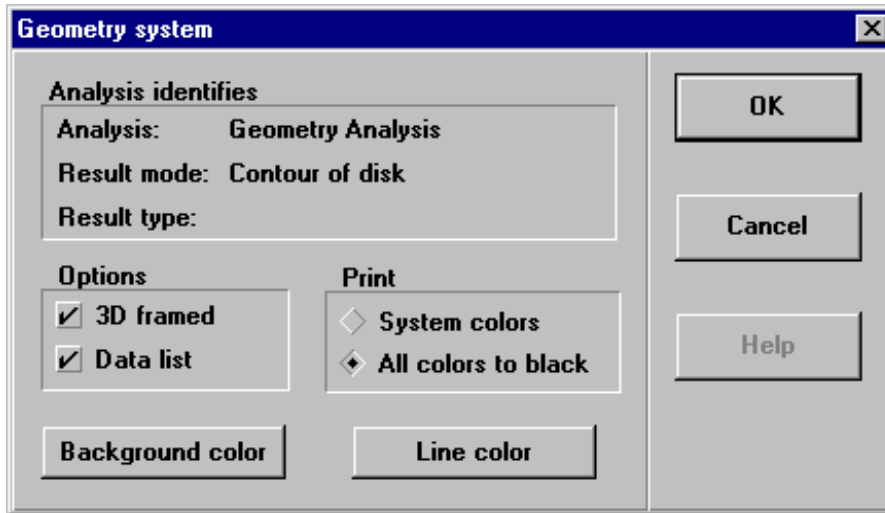 Geometry system
Analysis identifies
Analysis: Geometry Analysis
Result mode: Contour of disk
Result type:
Options
3D framed
Data list
Print
System colors
All colors to black
Background color
Line color
OK
Cancel
Help